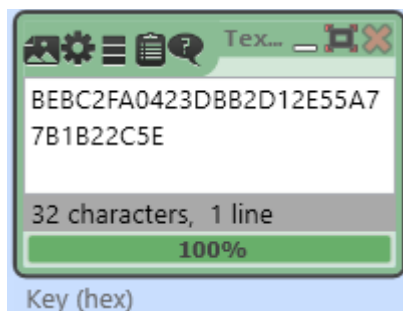 Tex...
BEBC2FA0423DBB2D12E55A7
7B1B22C5E
32 characters, 1 line
100%
Key (hex)